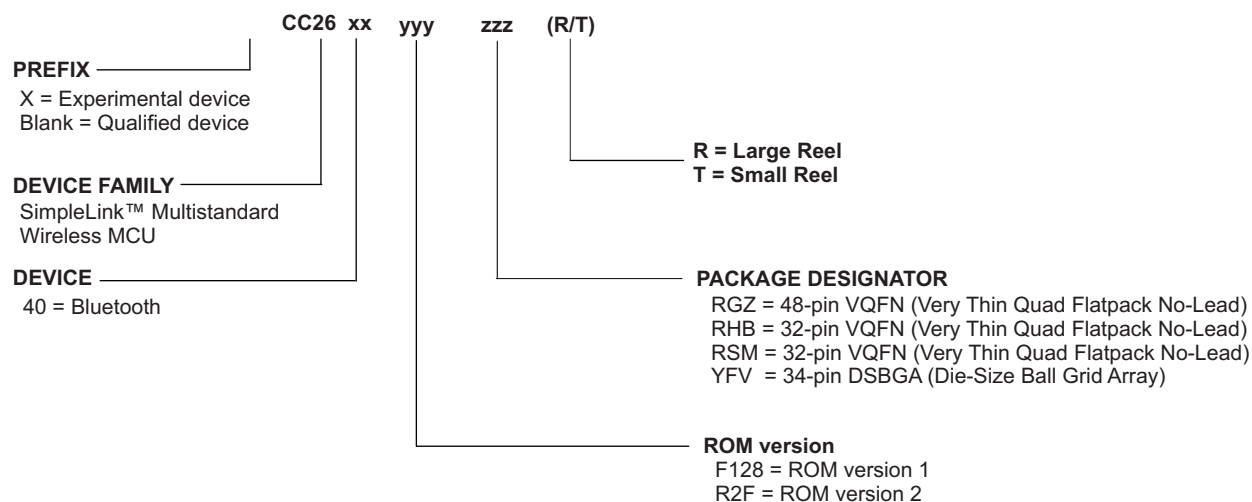 CC26 xx yyy zzz (R/T)
PREFIX
X = Experimental device
Blank = Qualified device
R = Large Reel
T = Small Reel
DEVICE FAMILY
SimpleLink™ Multistandard
Wireless MCU
DEVICE
40 = Bluetooth
PACKAGE DESIGNATOR
RGZ = 48-pin VQFN (Very Thin Quad Flatpack No-Lead)
RHB = 32-pin VQFN (Very Thin Quad Flatpack No-Lead)
RSM = 32-pin VQFN (Very Thin Quad Flatpack No-Lead)
YFV = 34-pin DSBGA (Die-Size Ball Grid Array)
ROM version
F128 = ROM version 1
R2F = ROM version 2